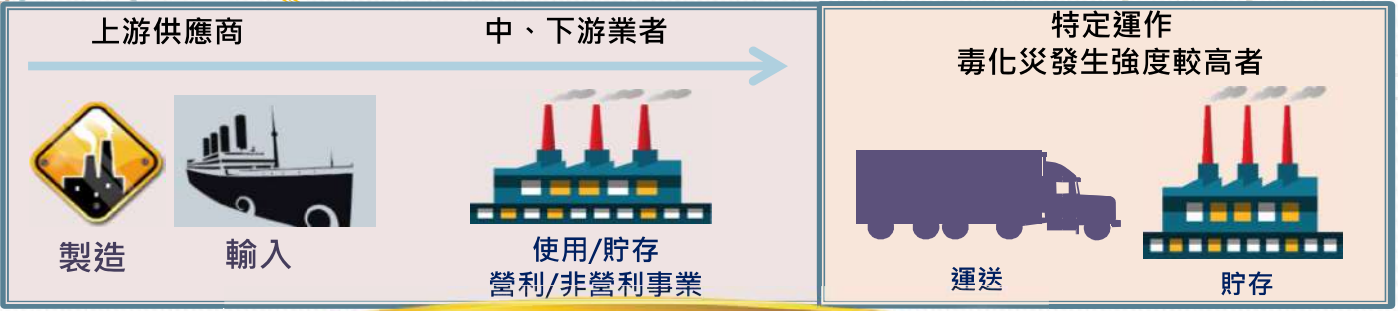 上游供應商
中、下游業者
製造
輸入
使用/貯存
營利/非營利事業
特定運作
毒化災發生強度較高者
運送
貯存